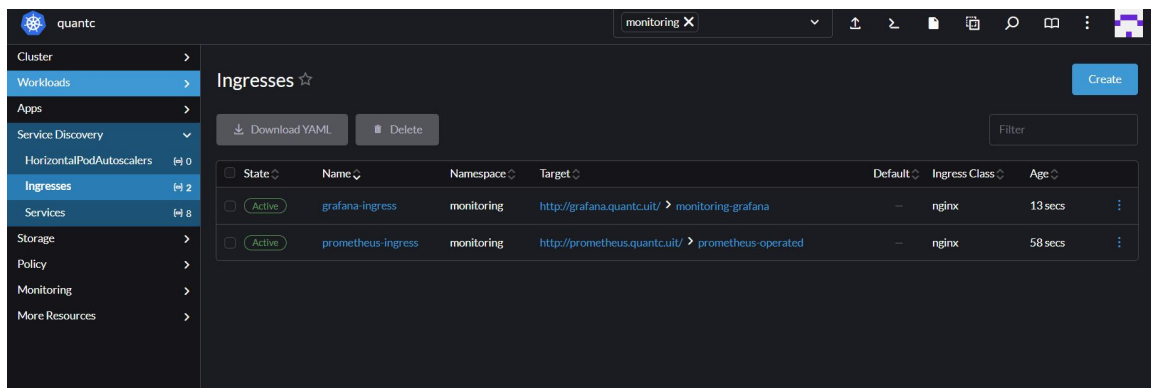 quantc
monitoring X
Cluster
Workloads
Apps
Service Discovery
HorizontalPodAutoscalers 0
Ingresses 2
Services 8
Storage
Policy
Monitoring
More Resources
Ingresses
Create
Download YAML
Delete
Filter
State Name Namespace Target Default Ingress Class Age
Active grafana-ingress monitoring http://grafana.quantc.uit/ > monitoring-grafana — nginx 13 secs
Active prometheus-ingress monitoring http://prometheus.quantc.uit/ > prometheus-operated — nginx 58 secs